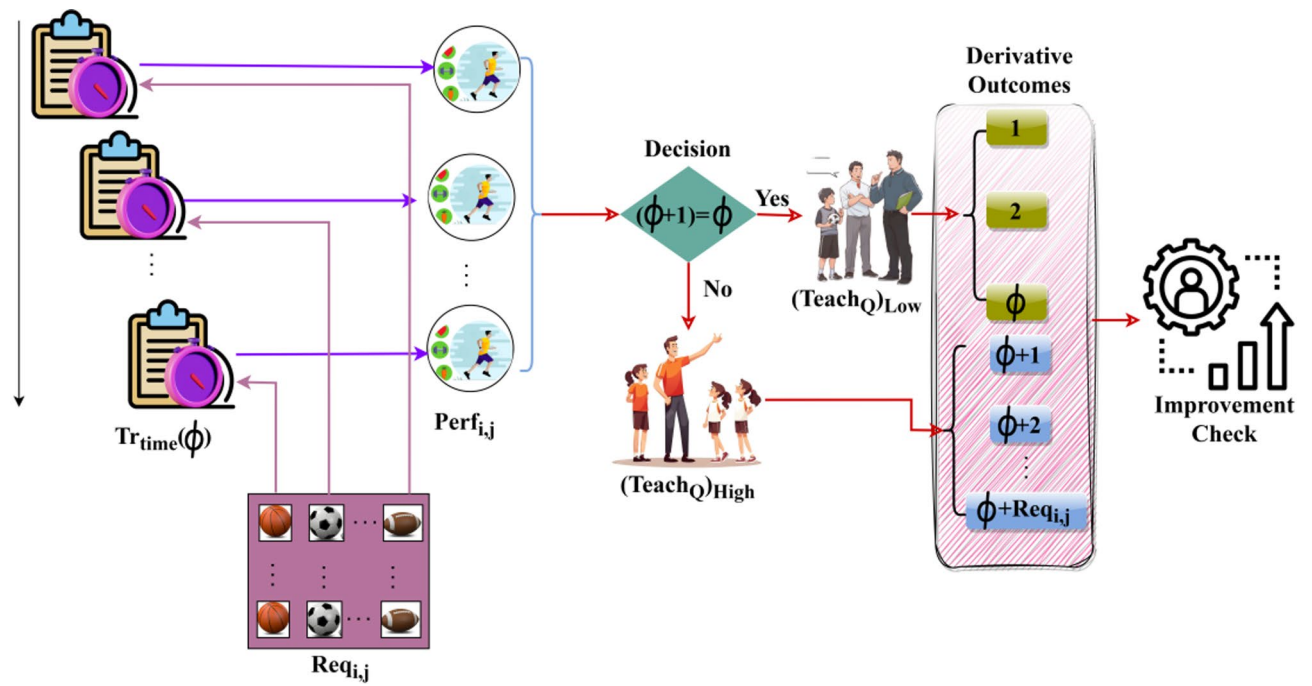 Derivative
Outcomes
1
2
ϕ
ϕ+1
ϕ+2
⋮
ϕ+Reqi,j
Decision
(ϕ+1)=ϕ
Yes
No
(TeachQ)Low
(TeachQ)High
Perfi,j
Trtime(ϕ)
Reqi,j
Improvement
Check